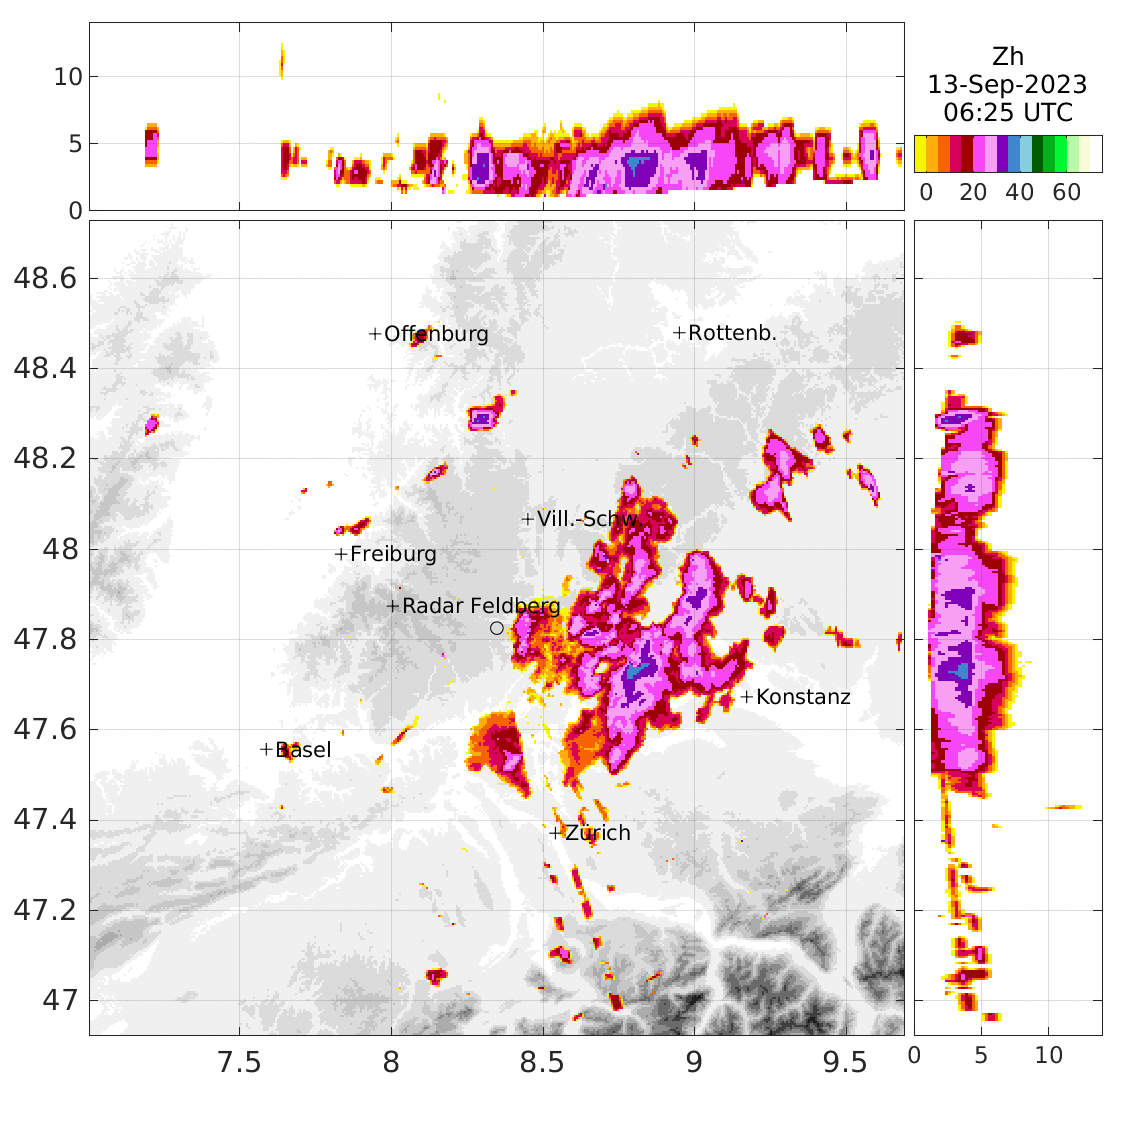 10
5
0
Zh
13-Sep-2023
06:25 UTC
0 20 40 60
48.6
48.4
48.2
48
47.8
47.6
47.4
47.2
47
+Offenburg
+Rottenb.
+Vill.-Schw.
+Freiburg
+Radar Feldberg
+Konstanz
+Basel
+Zürich
7.5 8 8.5 9 9.5
0 5 10